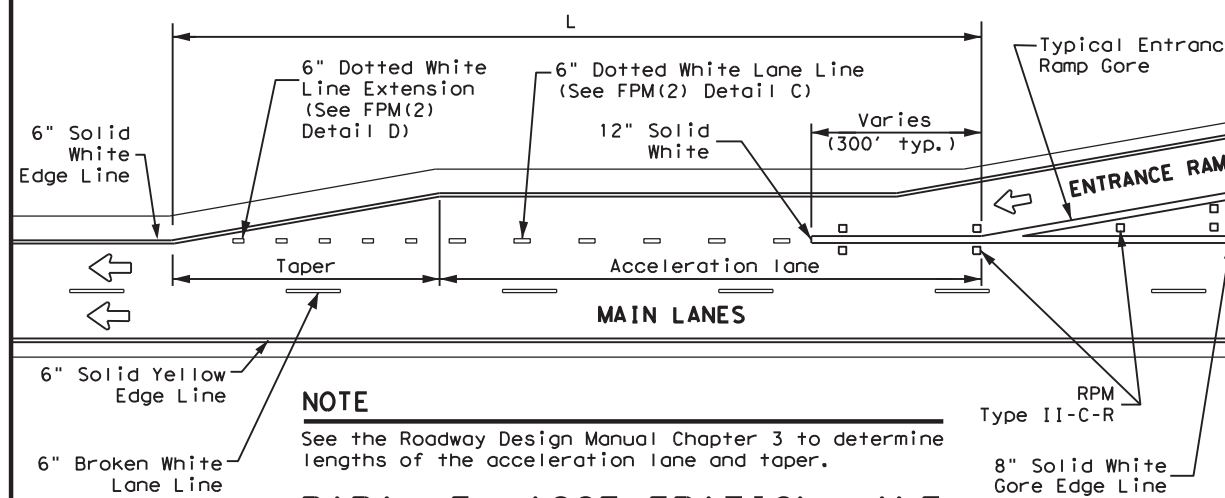 L
Typical Entranc
Ramp Gore
6" Dotted White
Line Extension
(See FPM(2)
Detail D)
6" Dotted White Lane Line
(See FPM(2) Detail C)
Varies
(300' typ.)
12" Solid
White
6" Solid
White
Edge Line
ENTRANCE RAM
Taper
Acceleration lane
MAIN LANES
6" Solid Yellow
Edge Line
RPM
Type II-C-R
NOTE
See the Roadway Design Manual Chapter 3 to determine
lengths of the acceleration lane and taper.
6" Broken White
Lane Line
8" Solid White
Gore Edge Line